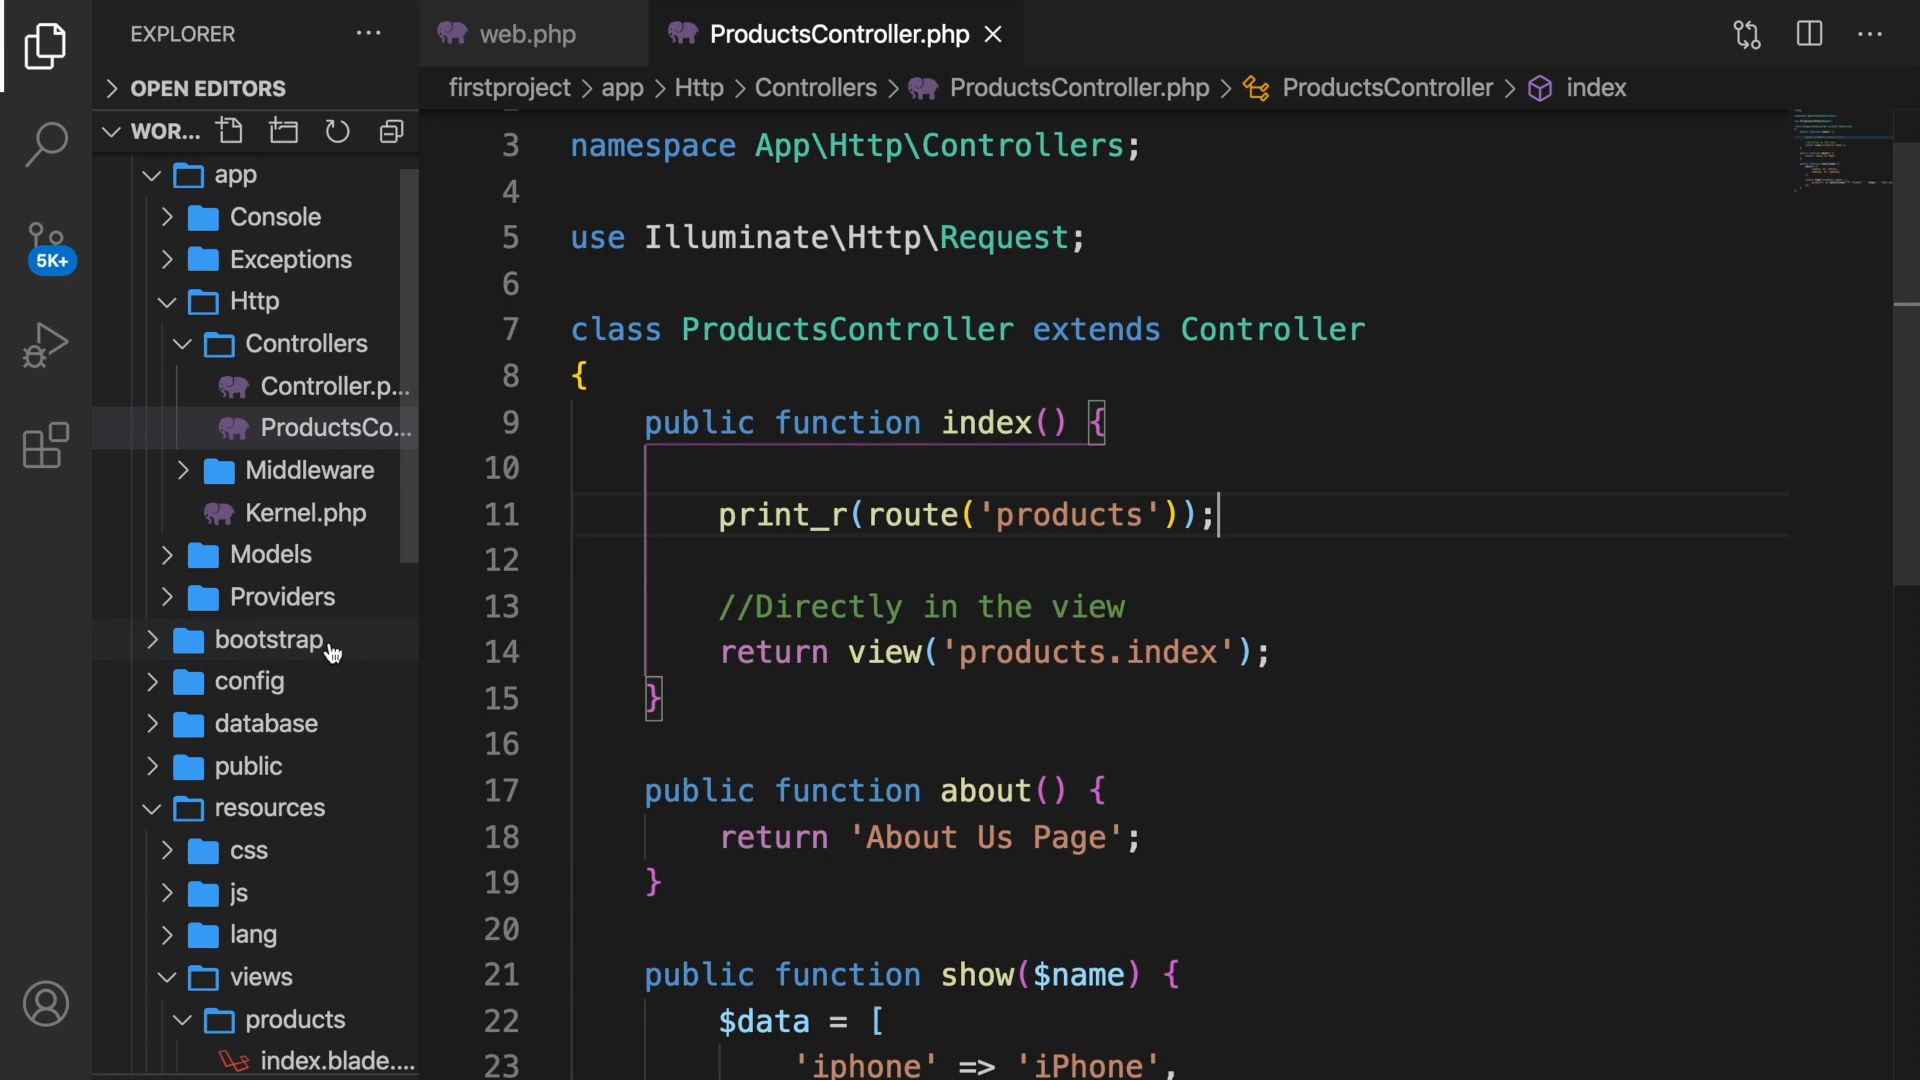 EXPLORER
OPEN EDITORS
WOR...
app
Console
Exceptions
Http
Controllers
Controller.p...
ProductsCo...
Middleware
Kernel.php
Models
Providers
bootstrap
config
database
public
resources
css
js
lang
views
products
index.blade....
5K+
web.php
ProductsController.php
firstproject > app > Http > Controllers > ProductsController.php > ProductsController > index
3 namespace App\Http\Controllers;
4
5 use Illuminate\Http\Request;
6
7 class ProductsController extends Controller
8 {
9 public function index() {
10
11 print_r(route('products'));
12
13 //Directly in the view
14 return view('products.index');
15 }
16
17 public function about() {
18 return 'About Us Page';
19 }
20
21 public function show($name) {
22 $data = [
23 'iphone' => 'iPhone',